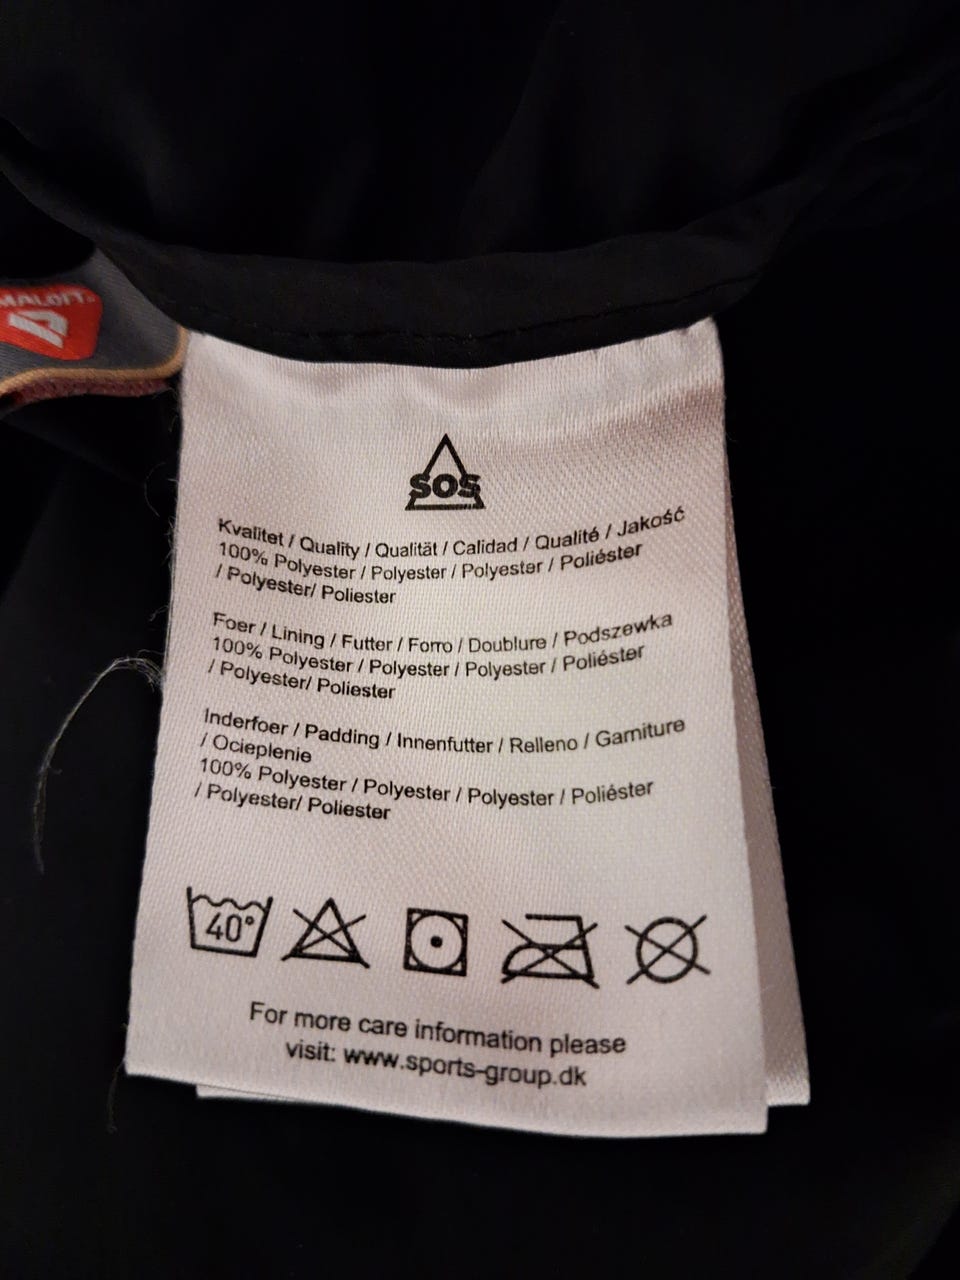 MALOFT
SOS
Kvalitet / Quality / Qualität / Calidad / Qualité / Jakość
100% Polyester / Polyester / Polyester / Poliéster
/ Polyester/ Poliester
Foer / Lining / Futter / Forro / Doublure / Podszewka
100% Polyester / Polyester / Polyester / Poliéster
/ Polyester/ Poliester
Inderfoer / Padding / Innenfutter / Relleno / Garniture
/ Ocieplenie
100% Polyester / Polyester / Polyester / Poliéster
/ Polyester/ Poliester
40°
For more care information please
visit: www.sports-group.dk